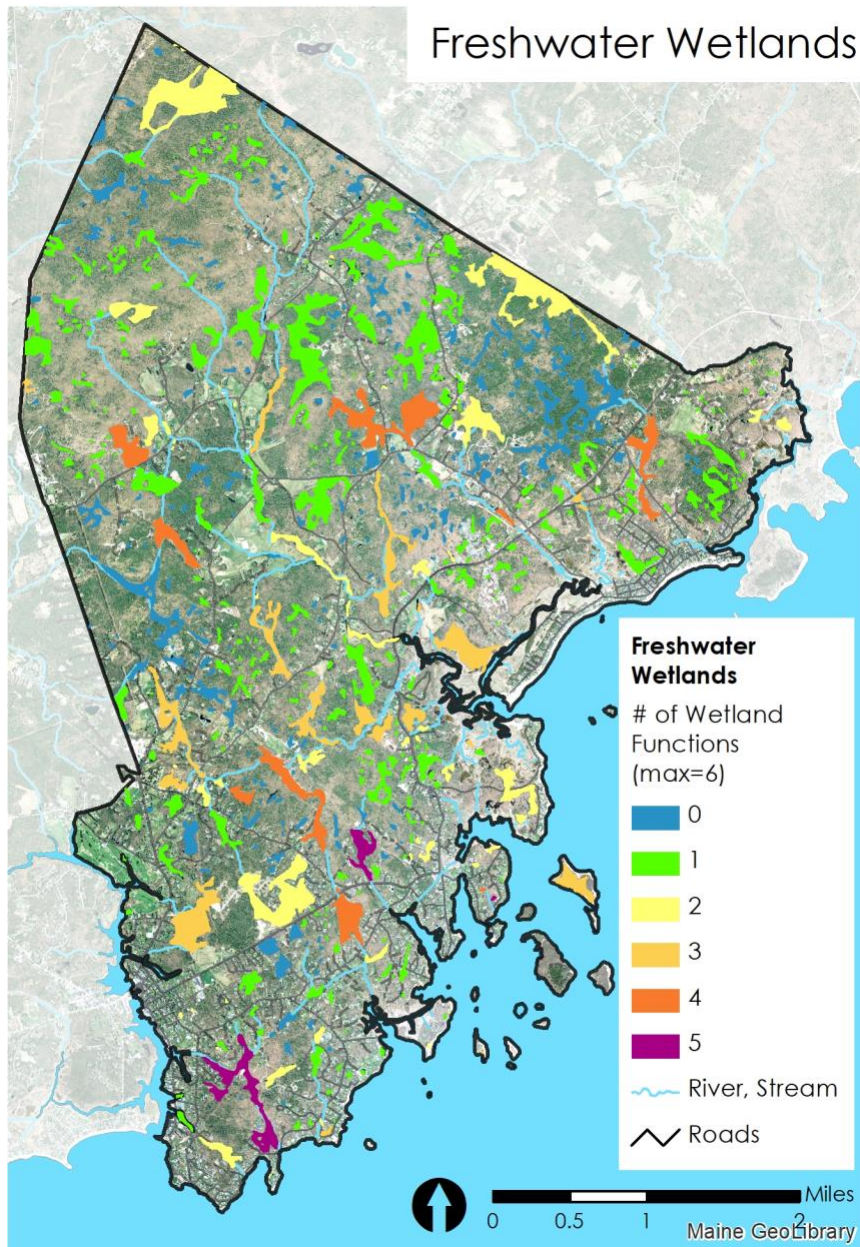 Freshwater Wetlands
Freshwater
Wetlands
# of Wetland
Functions
(max=6)
0
1
2
3
4
5
River, Stream
Roads
Miles
0 0.5 1 2
Maine GeoLibrary